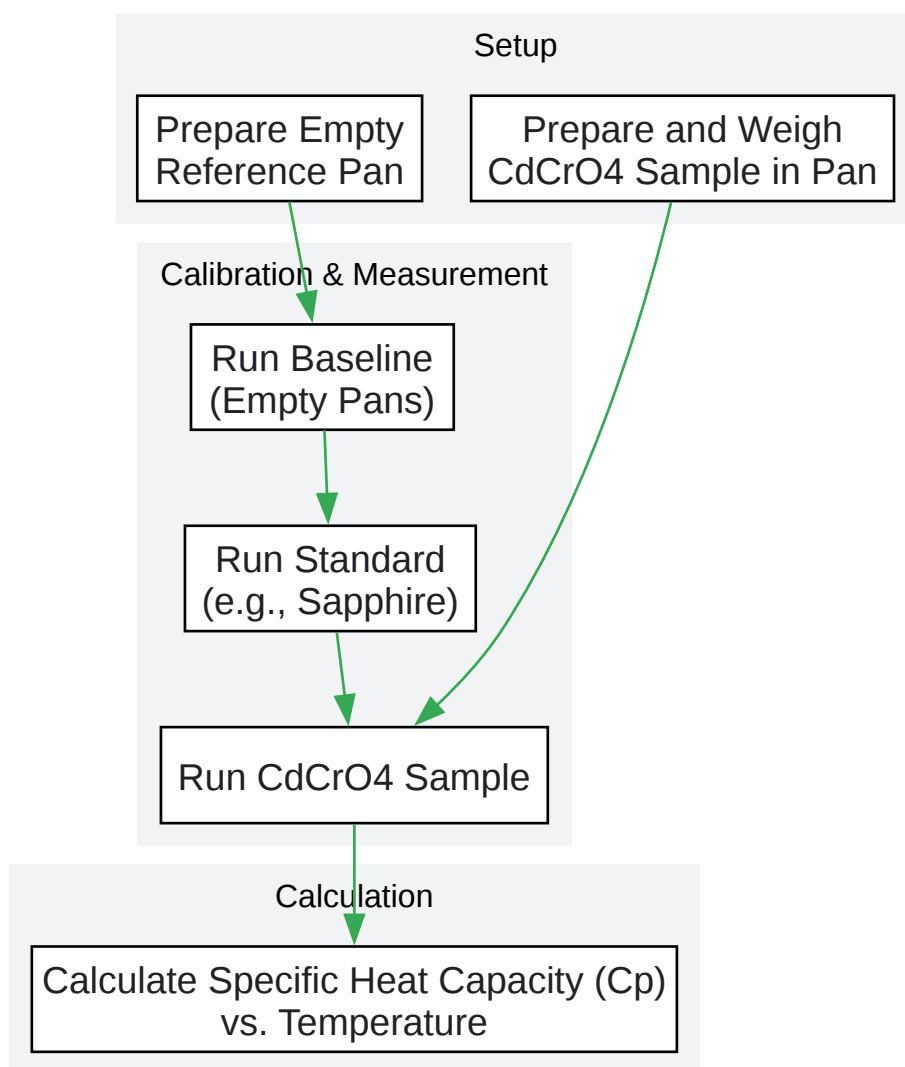 Setup
Prepare Empty
Reference Pan
Prepare and Weigh
CdCrO4 Sample in Pan
Calibration & Measurement
Run Baseline
(Empty Pans)
Run Standard
(e.g., Sapphire)
Run CdCrO4 Sample
Calculation
Calculate Specific Heat Capacity (Cp)
vs. Temperature